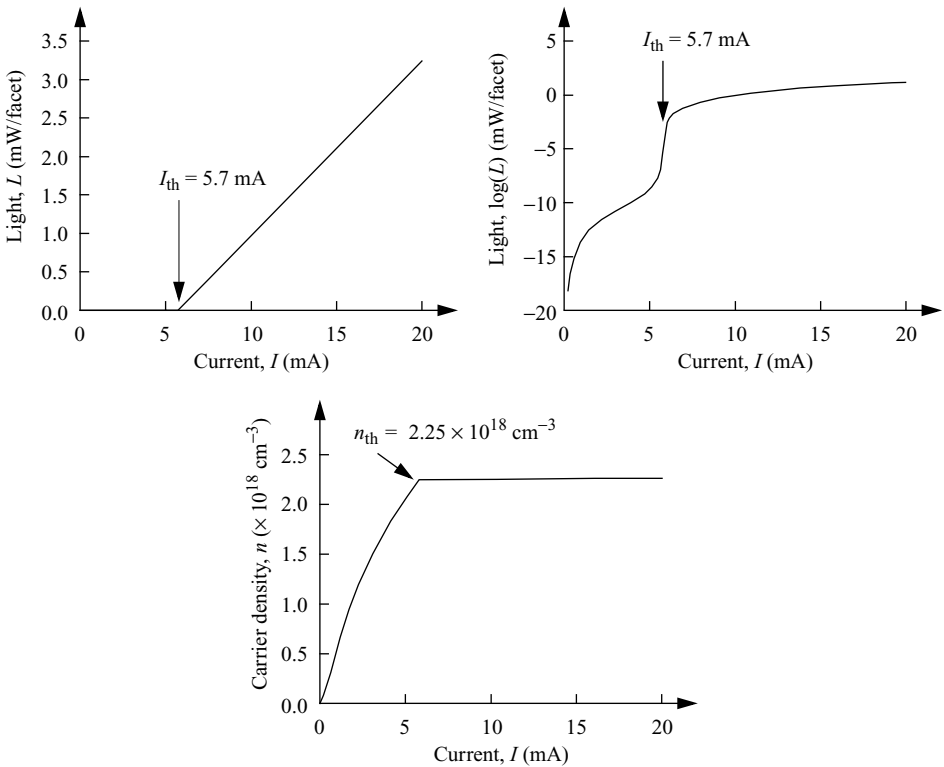 3.5
3.0
2.5
2.0
1.5
1.0
0.5
0.0
Light, L (mW/facet)
I_th = 5.7 mA
0 5 10 15 20
Current, I (mA)
5
0
−5
−10
−15
−20
Light, log(L) (mW/facet)
I_th = 5.7 mA
0 5 10 15 20
Current, I (mA)
2.5
2.0
1.5
1.0
0.5
0.0
Carrier density, n (× 10^18 cm^−3)
n_th = 2.25 × 10^18 cm^−3
0 5 10 15 20
Current, I (mA)